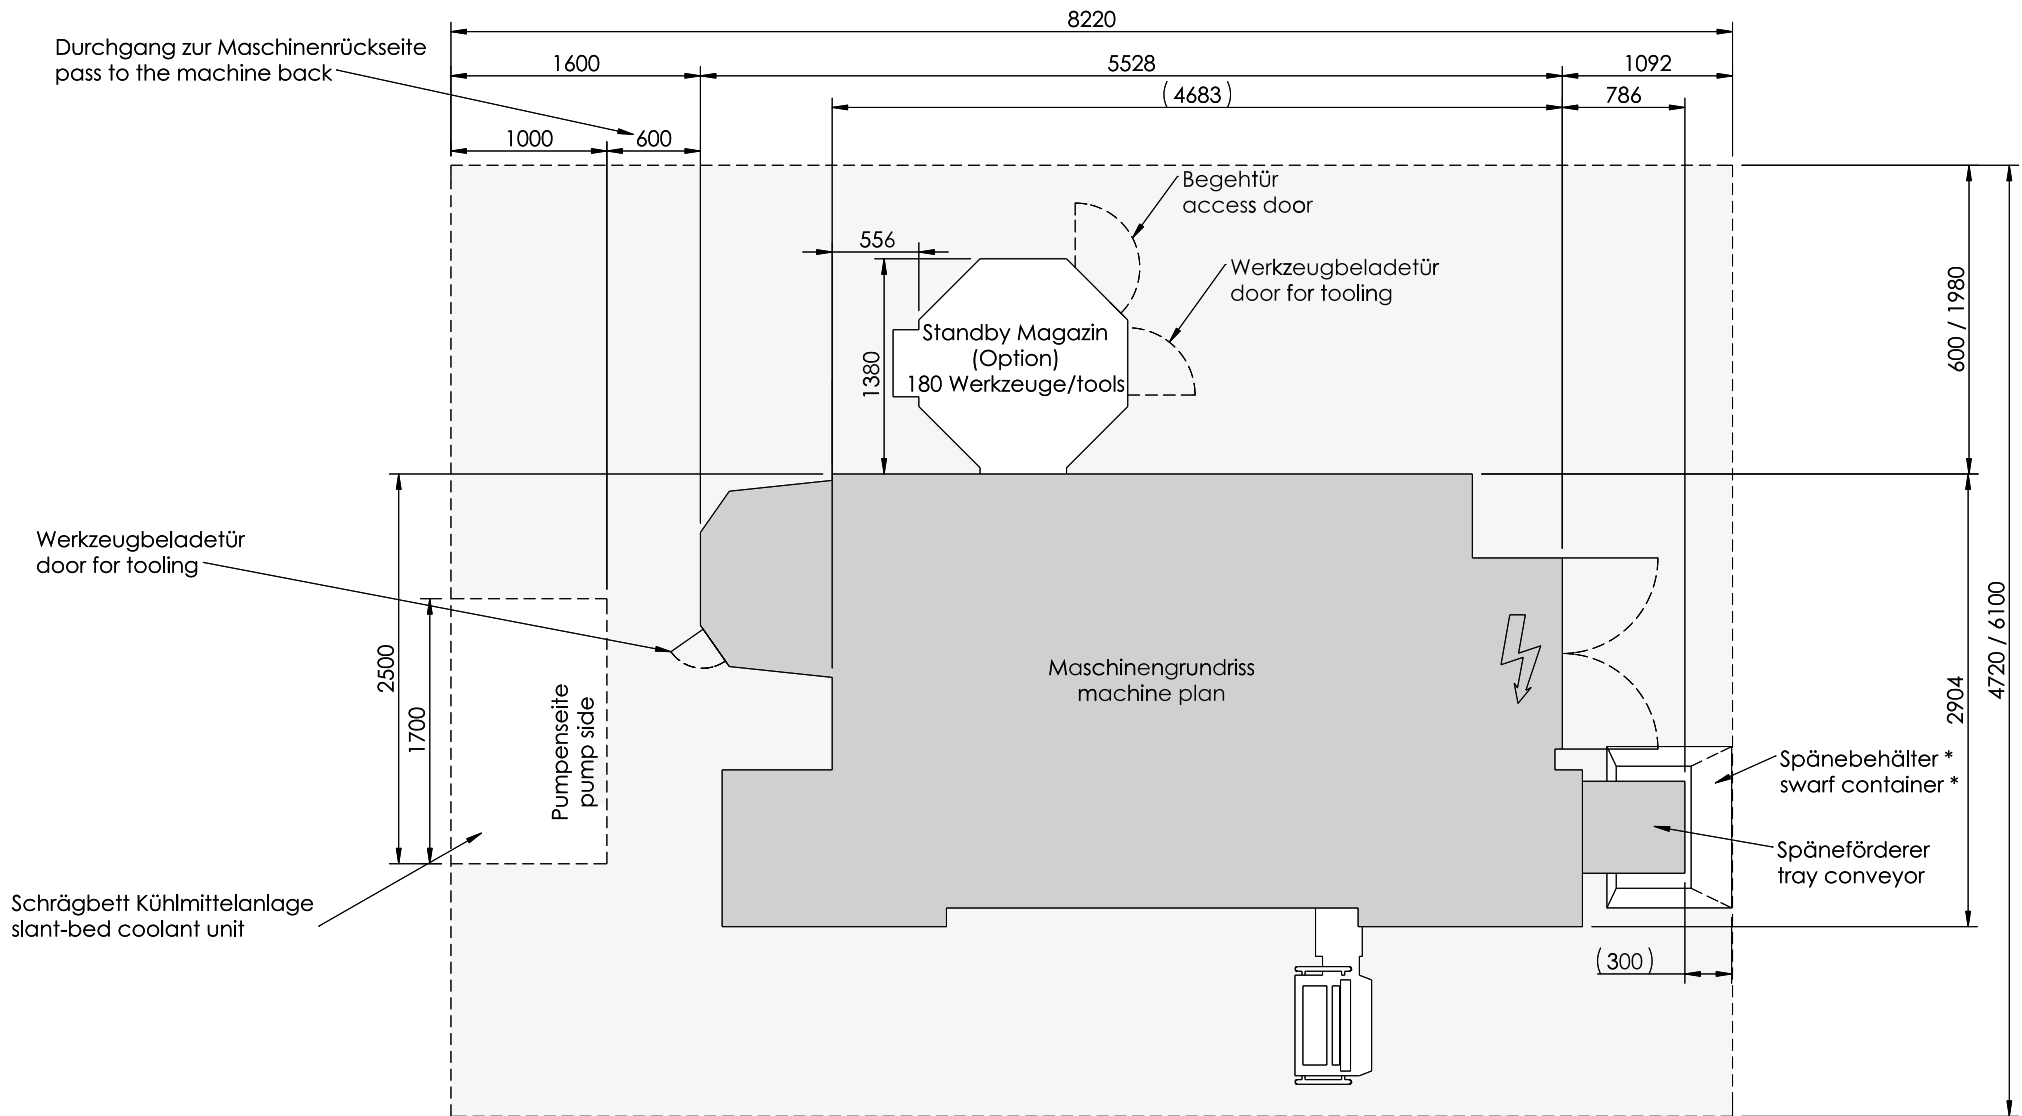 8220
Durchgang zur Maschinenrückseite
pass to the machine back
1600
5528
1092
(4683)
786
1000
600
Begehtür
access door
556
Werkzeugbeladetür
door for tooling
600 / 1980
1380
Standby Magazin
(Option)
180 Werkzeuge/tools
Werkzeugbeladetür
door for tooling
2500
1700
Pumpenseite
pump side
Maschinengrundriss
machine plan
2904
4720 / 6100
Spänebehälter *
swarf container *
Späneförderer
tray conveyor
Schrägbett Kühlmittelanlage
slant-bed coolant unit
(300)